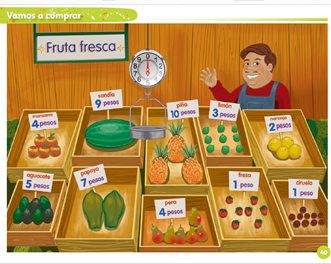 Vamos a comprar
Fruta fresca
manzana
4 pesos
sandía
9 pesos
piña
10 pesos
limón
3 pesos
naranja
2 pesos
aguacate
5 pesos
papaya
7 pesos
pera
4 pesos
fresa
1 peso
ciruela
1 peso